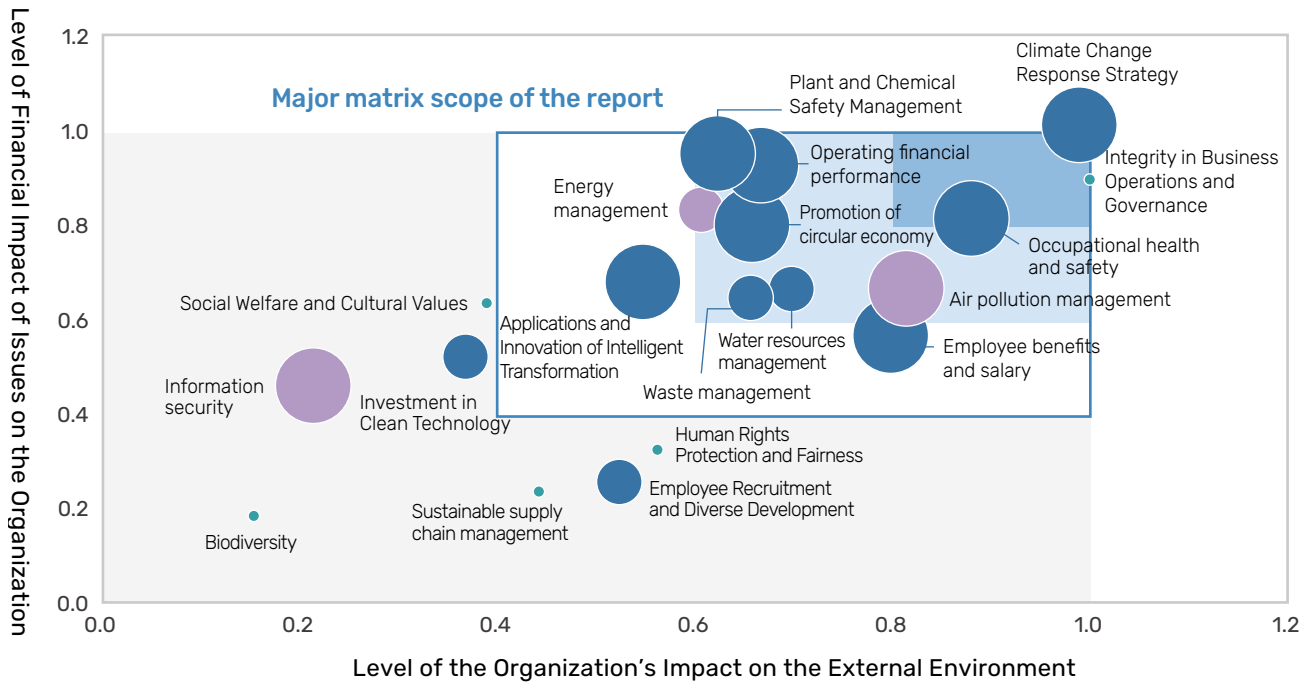 Level of Financial Impact of Issues on the Organization
1.2
1.0
0.8
0.6
0.4
0.2
0.0
Major matrix scope of the report
Climate Change
Response Strategy
Plant and Chemical
Safety Management
Operating financial
performance
Integrity in Business
Operations and
Governance
Energy
management
Promotion of
circular economy
Occupational health
and safety
Social Welfare and Cultural Values
Air pollution management
Applications and
Innovation of Intelligent
Transformation
Water resources
management
Employee benefits
and salary
Waste management
Information
security
Investment in
Clean Technology
Human Rights
Protection and Fairness
Employee Recruitment
and Diverse Development
Sustainable supply
chain management
Biodiversity
0.0
0.2
0.4
0.6
0.8
1.0
1.2
Level of the Organization's Impact on the External Environment